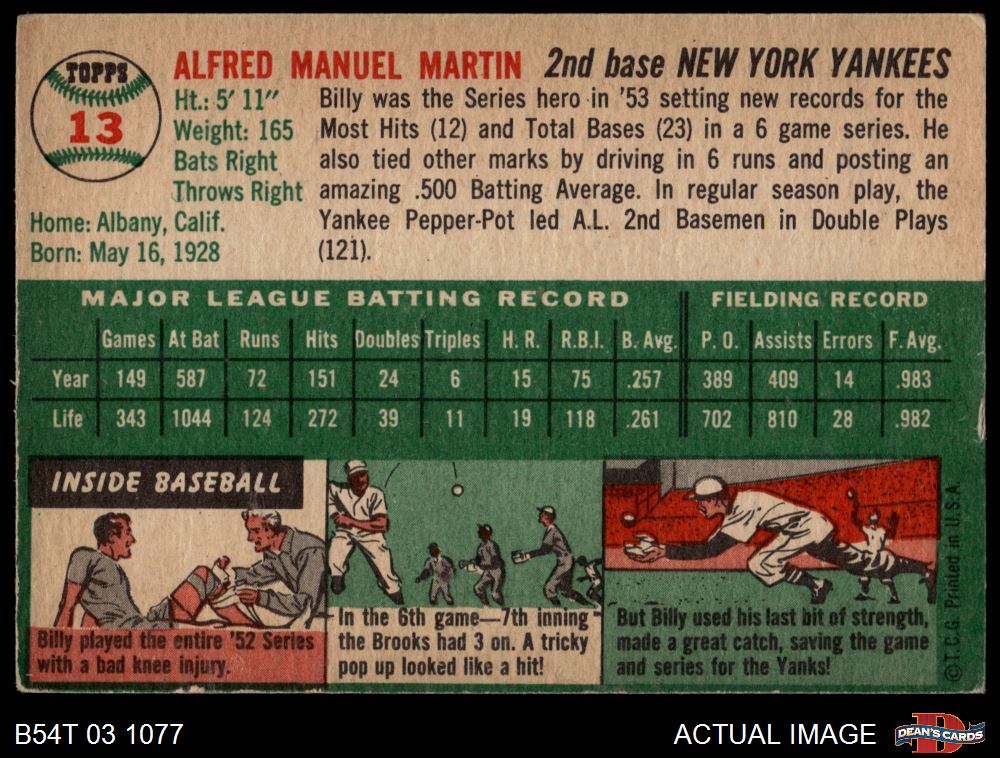 TOPPS
13
ALFRED MANUEL MARTIN 2nd base NEW YORK YANKEES
Ht.: 5' 11"
Weight: 165
Bats Right
Throws Right
Home: Albany, Calif.
Born: May 16, 1928
Billy was the Series hero in '53 setting new records for the
Most Hits (12) and Total Bases (23) in a 6 game series. He
also tied other marks by driving in 6 runs and posting an
amazing .500 Batting Average. In regular season play, the
Yankee Pepper-Pot led A.L. 2nd Basemen in Double Plays
(121).
MAJOR LEAGUE BATTING RECORD FIELDING RECORD
Games At Bat Runs Hits Doubles Triples H. R. R.B.I. B. Avg. P. O. Assists Errors F. Avg.
Year 149 587 72 151 24 6 15 75 .257 389 409 14 .983
Life 343 1044 124 272 39 11 19 118 .261 702 810 28 .982
INSIDE BASEBALL
Billy played the entire '52 Series
with a bad knee injury.
In the 6th game—7th inning
the Brooks had 3 on. A tricky
pop up looked like a hit!
But Billy used his last bit of strength,
made a great catch, saving the game
and series for the Yanks!
© T.C.G. Printed in U.S.A.
B54T 03 1077
ACTUAL IMAGE
DEAN'S CARDS